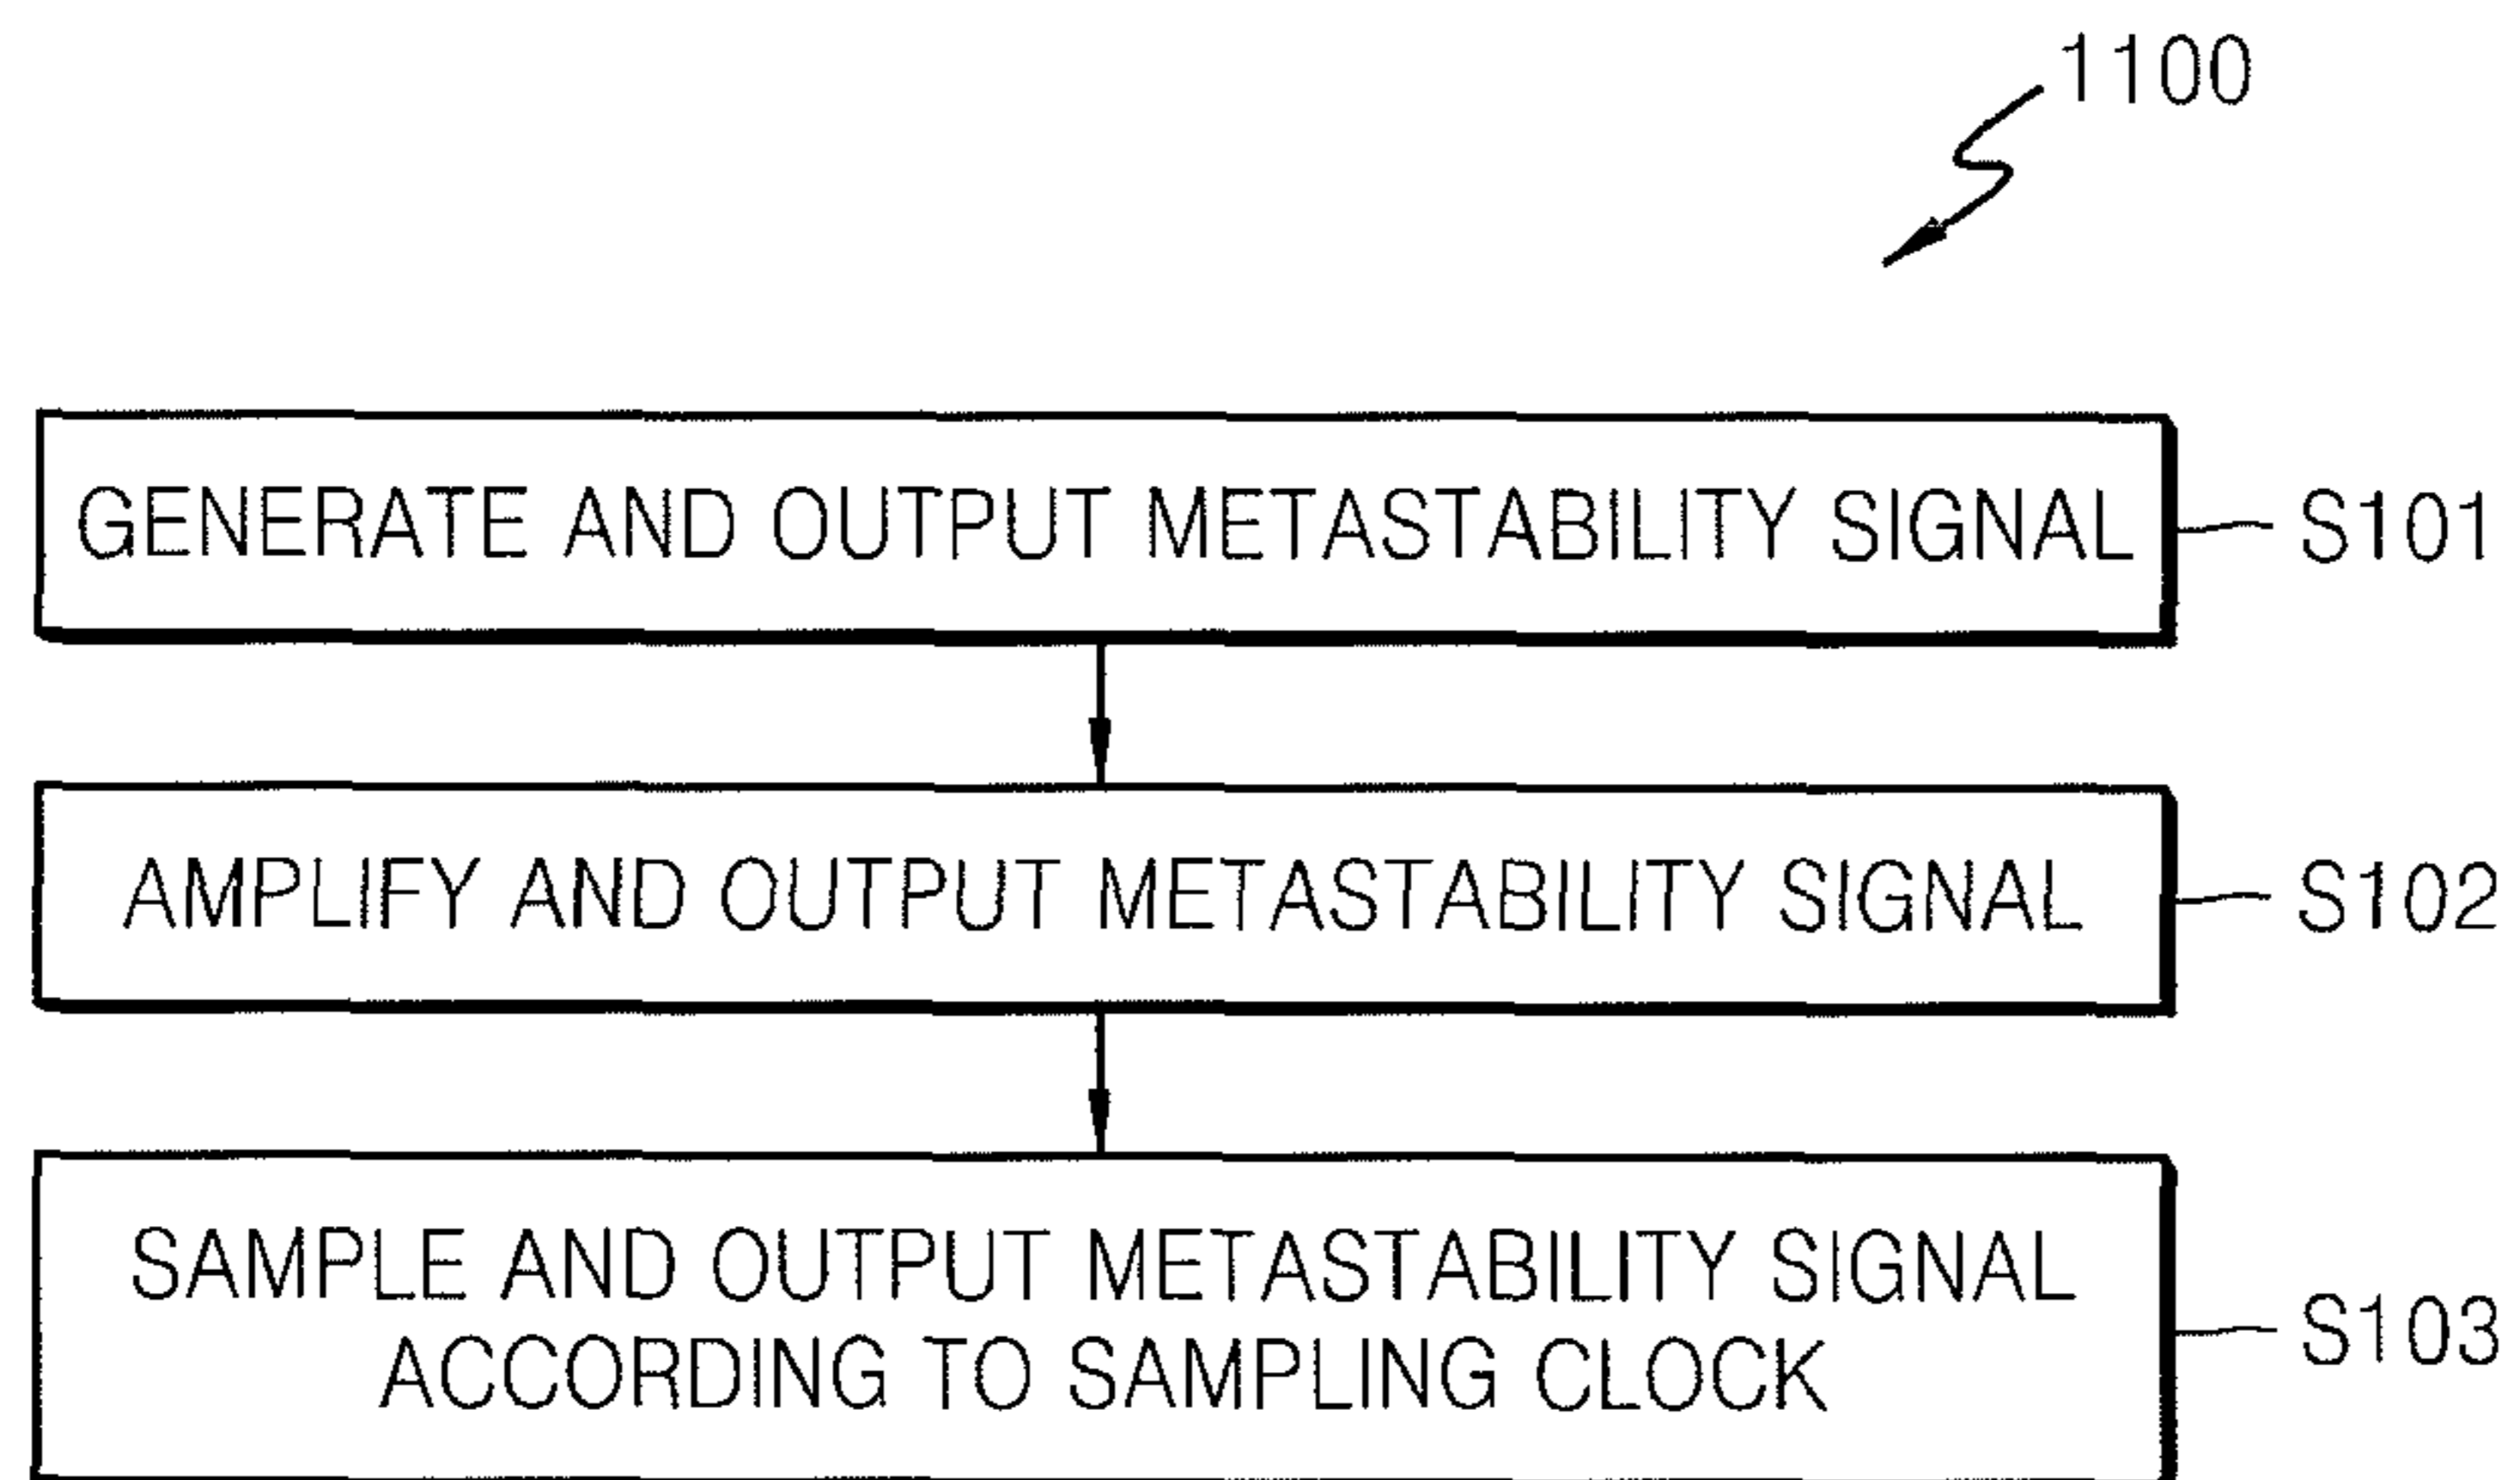 1100
GENERATE AND OUTPUT METASTABILITY SIGNAL
S101
AMPLIFY AND OUTPUT METASTABILITY SIGNAL
S102
SAMPLE AND OUTPUT METASTABILITY SIGNAL
ACCORDING TO SAMPLING CLOCK
S103